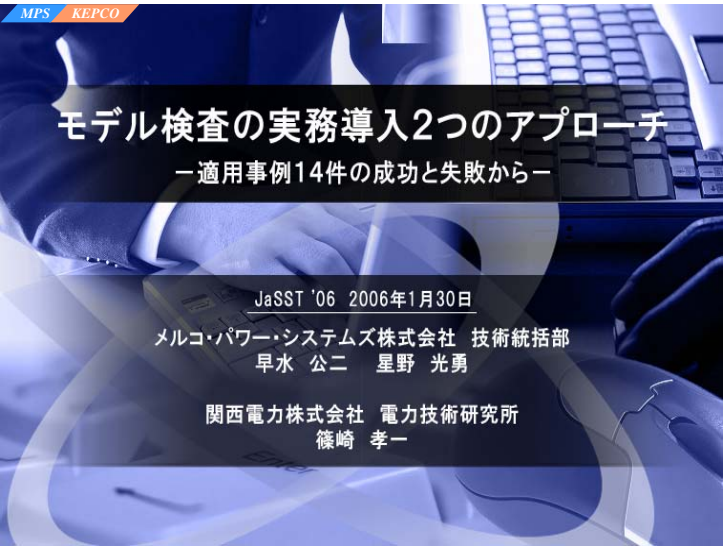 MPS KEPCO
モデル検査の実務導入2つのアプローチ
－適用事例14件の成功と失敗から－
JaSST '06 2006年1月30日
メルコ・パワー・システムズ株式会社 技術統括部
早水 公二 星野 光勇
関西電力株式会社 電力技術研究所
篠崎 孝一
Enter